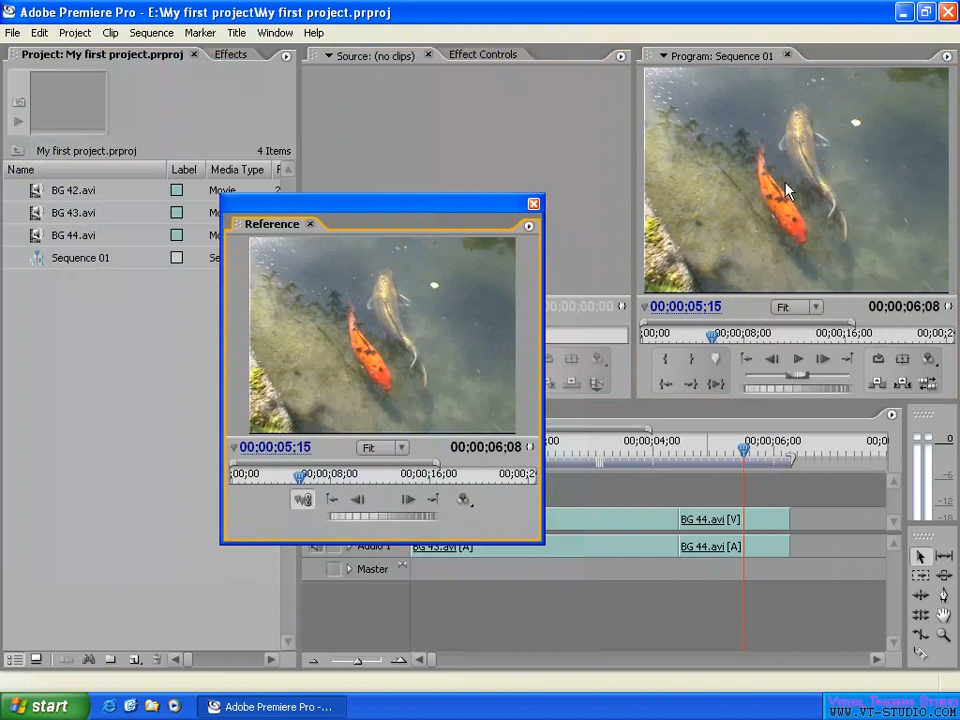 Adobe Premiere Pro - E:\My first project\My first project.prproj
File Edit Project Clip Sequence Marker Title Window Help
Project: My first project.prproj Effects
Source: (no clips) Effect Controls
Program: Sequence 01
My first project.prproj 4 Items
Name Label Media Type
BG 42.avi Movie
BG 43.avi
BG 44.avi
Sequence 01
Reference
00;00;05;15 Fit 00;00;06;08
;00;00 00;00;08;00 00;00;16;00
00;00;05;15 Fit 00;00;06;08
;00;00 00;00;08;00 00;00;16;00
00;00;04;00 00;00;06;00
BG 44.avi [V]
Audio 1 BG 43.avi [A] BG 44.avi [A]
Master
0
-6
-12
-18
start Adobe Premiere Pro -...
Visual Training Studio
WWW.VT-STUDIO.COM